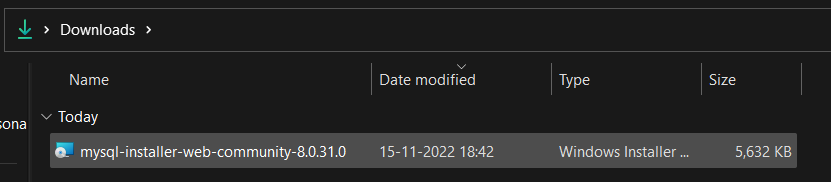 Downloads
Name Date modified Type Size
sona
Today
mysql-installer-web-community-8.0.31.0 15-11-2022 18:42 Windows Installer ... 5,632 KB